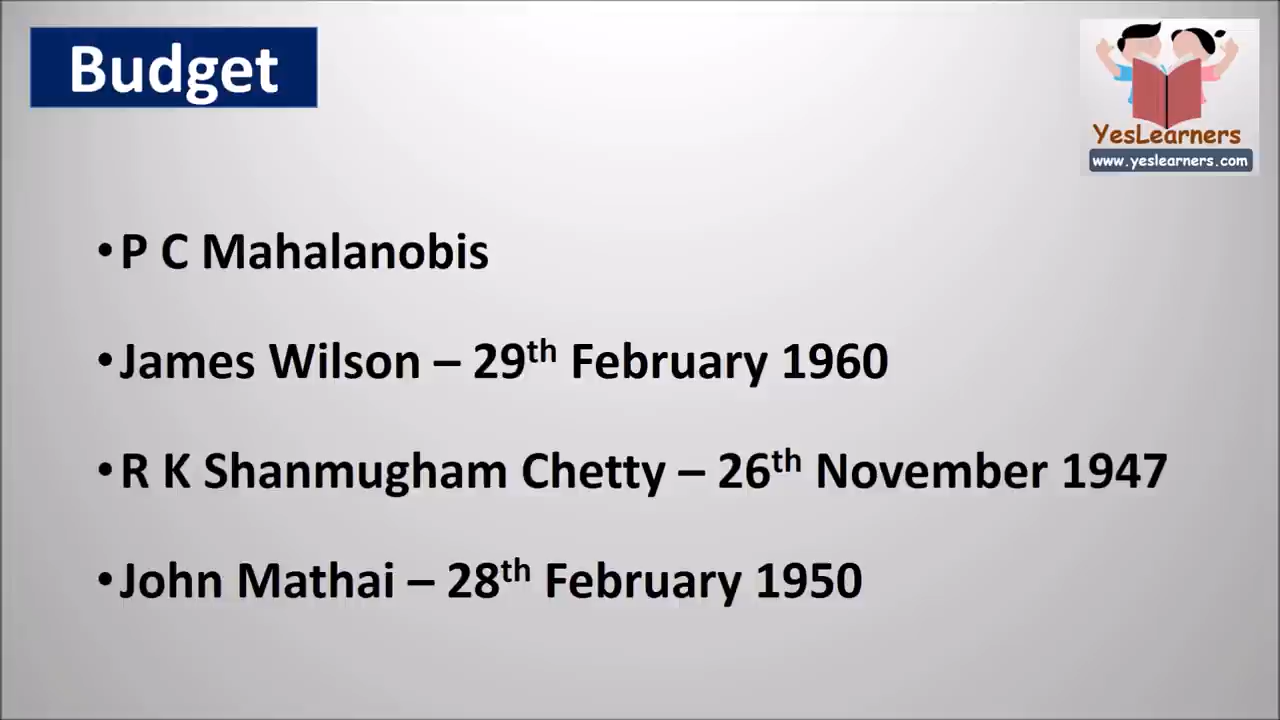 Budget
YesLearners
www.yeslearners.com
•P C Mahalanobis
•James Wilson – 29th February 1960
•R K Shanmugham Chetty – 26th November 1947
•John Mathai – 28th February 1950